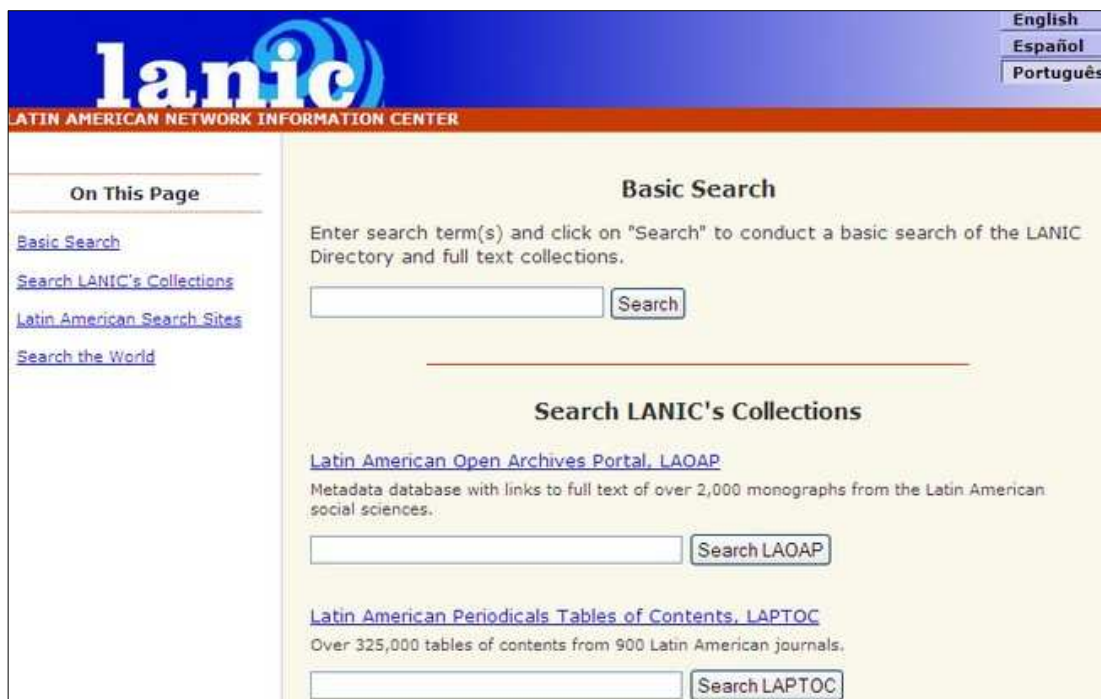 lanic
English
Español
Português
LATIN AMERICAN NETWORK INFORMATION CENTER
On This Page
Basic Search
Search LANIC's Collections
Latin American Search Sites
Search the World
Basic Search
Enter search term(s) and click on "Search" to conduct a basic search of the LANIC
Directory and full text collections.
Search
Search LANIC's Collections
Latin American Open Archives Portal, LAOAP
Metadata database with links to full text of over 2,000 monographs from the Latin American
social sciences.
Search LAOAP
Latin American Periodicals Tables of Contents, LAPTOC
Over 325,000 tables of contents from 900 Latin American journals.
Search LAPTOC